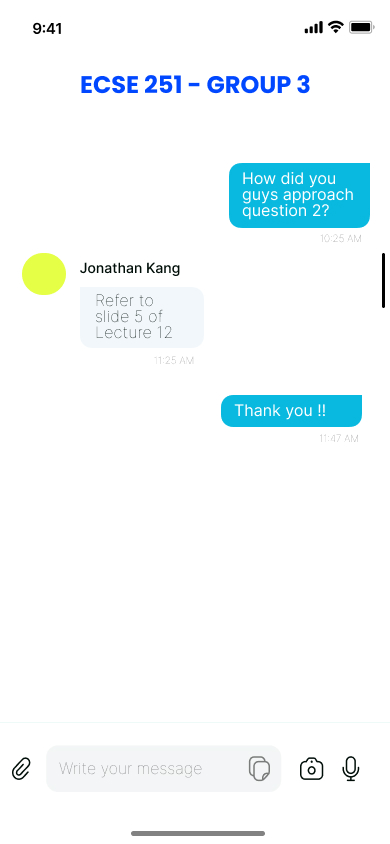 9:41
ECSE 251 - GROUP 3
How did you
guys approach
question 2?
10:25 AM
Jonathan Kang
Refer to
slide 5 of
Lecture 12
11:25 AM
Thank you !!
11:47 AM
Write your message